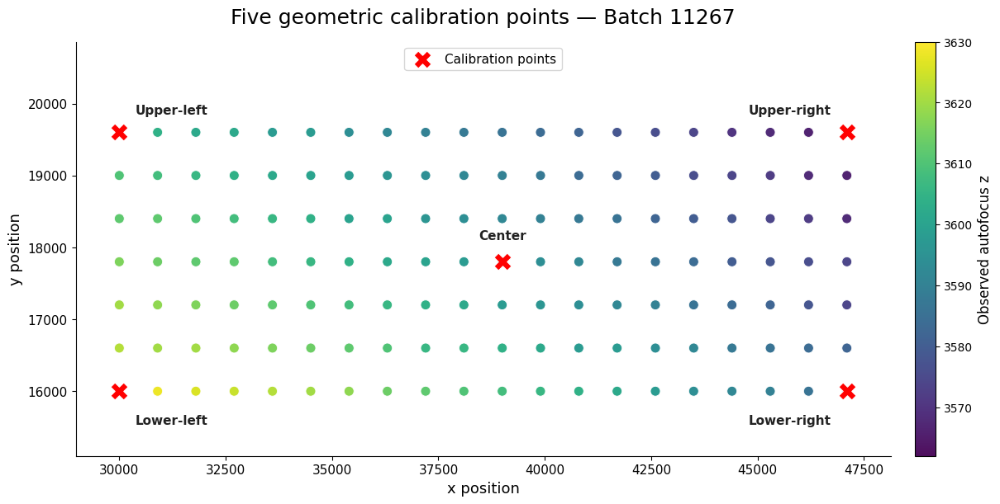 Five geometric calibration points — Batch 11267
Calibration points
Upper-left
Upper-right
Center
Lower-left
Lower-right
20000
19000
18000
17000
16000
y position
30000
32500
35000
37500
40000
42500
45000
47500
x position
3630
3620
3610
3600
3590
3580
3570
Observed autofocus z